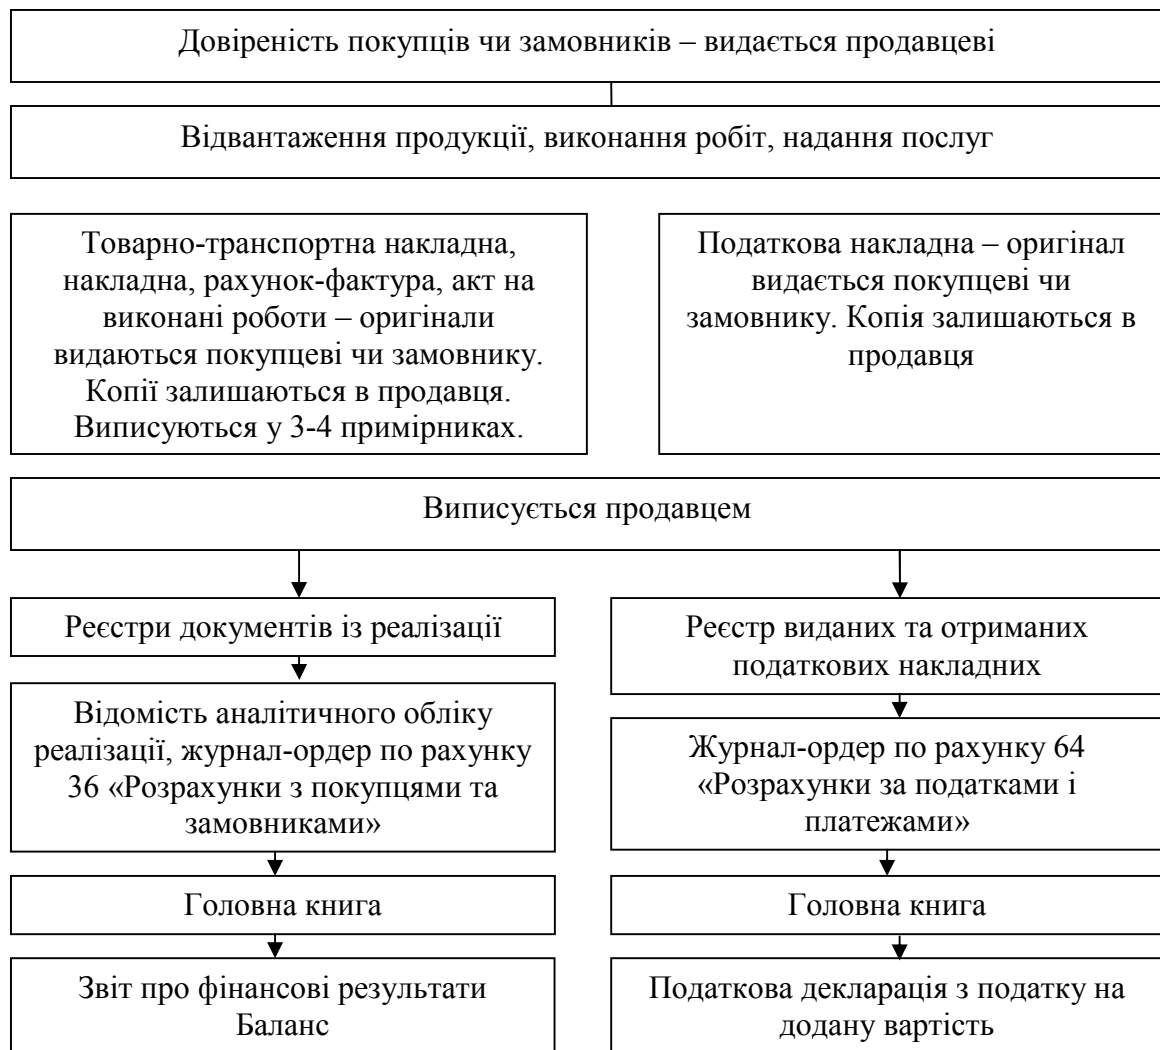 Довіреність покупців чи замовників – видається продавцеві
Відвантаження продукції, виконання робіт, надання послуг
Товарно-транспортна накладна,
накладна, рахунок-фактура, акт на
виконані роботи – оригінали
видаються покупцеві чи замовнику.
Копії залишаються в продавця.
Виписуються у 3-4 примірниках.
Податкова накладна – оригінал
видається покупцеві чи
замовнику. Копія залишаються в
продавця
Виписується продавцем
Реєстри документів із реалізації
Відомість аналітичного обліку
реалізації, журнал-ордер по рахунку
36 «Розрахунки з покупцями та
замовниками»
Головна книга
Звіт про фінансові результати
Баланс
Реєстр виданих та отриманих
податкових накладних
Журнал-ордер по рахунку 64
«Розрахунки за податками і
платежами»
Головна книга
Податкова декларація з податку на
додану вартість